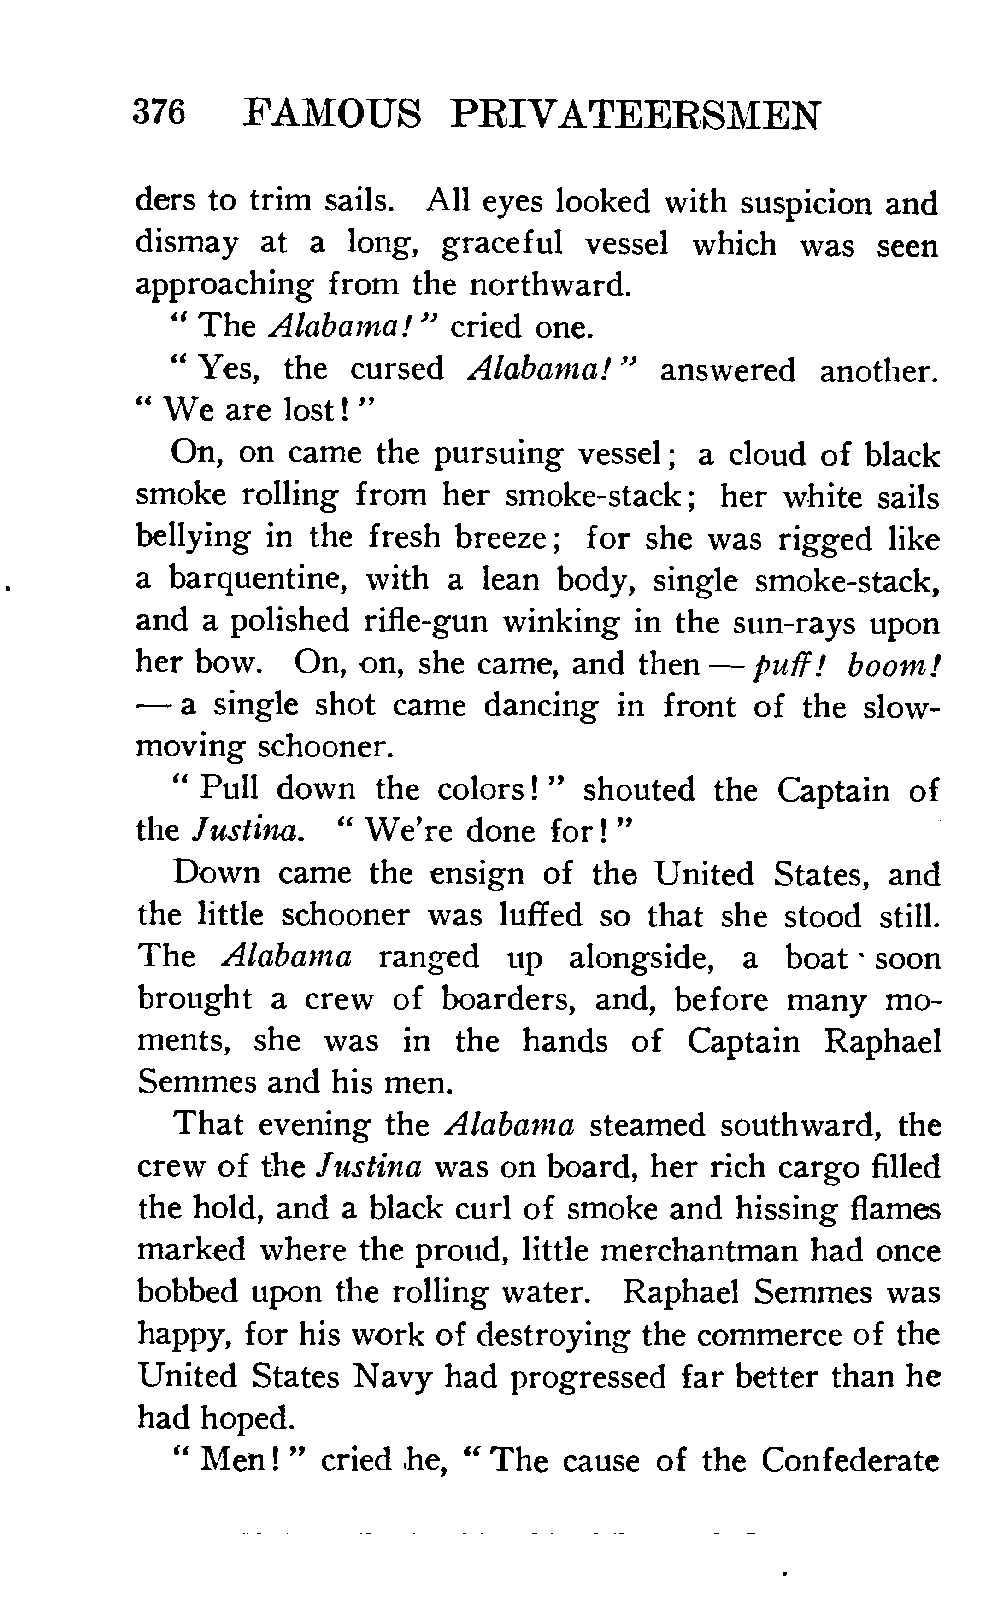 376 FAMOUS PRIVATEERSMEN
ders to trim sails. All eyes looked with suspicion and
dismay at a long, graceful vessel which was seen
approaching from the northward.
“ The Alabama! ” cried one.
“ Yes, the cursed Alabama! ” answered another.
“ We are lost! ”
On, on came the pursuing vessel; a cloud of black
smoke rolling from her smoke-stack; her white sails
bellying in the fresh breeze; for she was rigged like
a barquentine, with a lean body, single smoke-stack,
and a polished rifle-gun winking in the sun-rays upon
her bow. On, on, she came, and then — puff! boom!
— a single shot came dancing in front of the slow-
moving schooner.
“ Pull down the colors! ” shouted the Captain of
the Justina. “ We're done for! ”
Down came the ensign of the United States, and
the little schooner was luffed so that she stood still.
The Alabama ranged up alongside, a boat soon
brought a crew of boarders, and, before many mo-
ments, she was in the hands of Captain Raphael
Semmes and his men.
That evening the Alabama steamed southward, the
crew of the Justina was on board, her rich cargo filled
the hold, and a black curl of smoke and hissing flames
marked where the proud, little merchantman had once
bobbed upon the rolling water. Raphael Semmes was
happy, for his work of destroying the commerce of the
United States Navy had progressed far better than he
had hoped.
“ Men! ” cried he, “ The cause of the Confederate